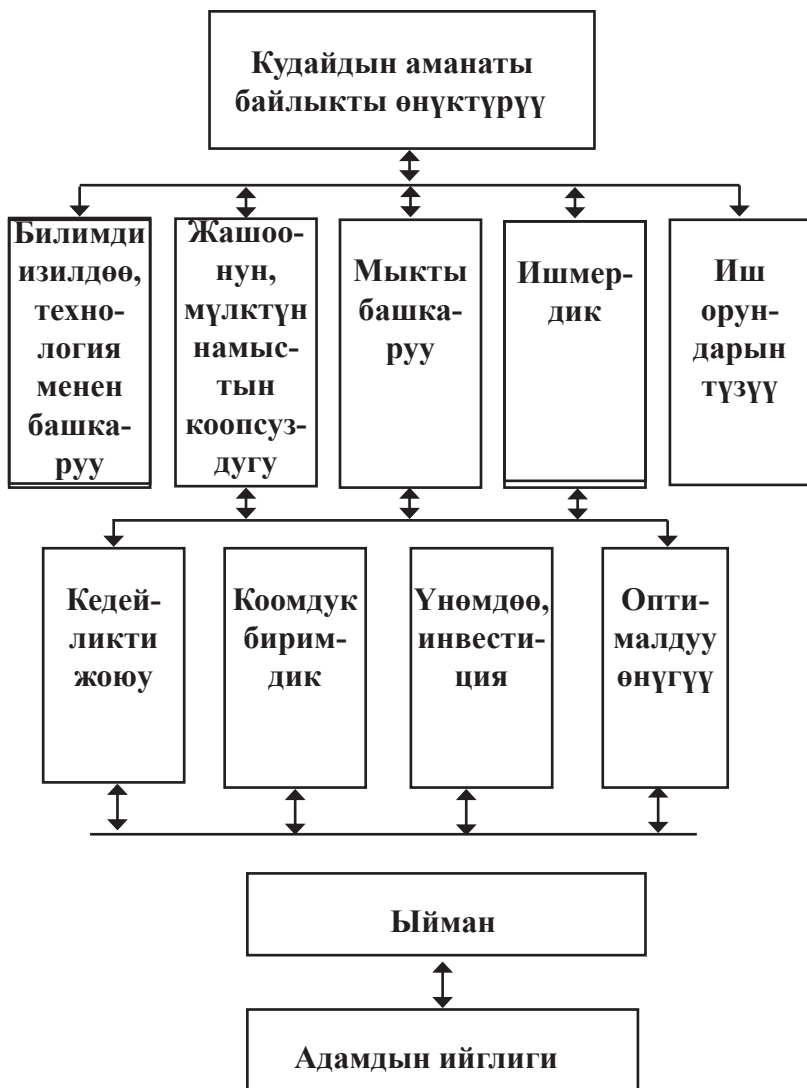 Кудайдын аманаты
байлыкты өнүктүрүү
Билимди
изилдөө,
техно-
логия
менен
башка-
руу
Жашоо-
нун,
мүлктүн
намыс-
тын
коопсуз-
дугу
Мыкты
башка-
руу
Ишмер-
дик
Иш
орун-
дарын
түзүү
Кедей-
ликти
жоюу
Коомдук
бирим-
дик
Үнөмдөө,
инвести-
ция
Опти-
малдуу
өнүгүү
Ыйман
Адамдын ийглиги